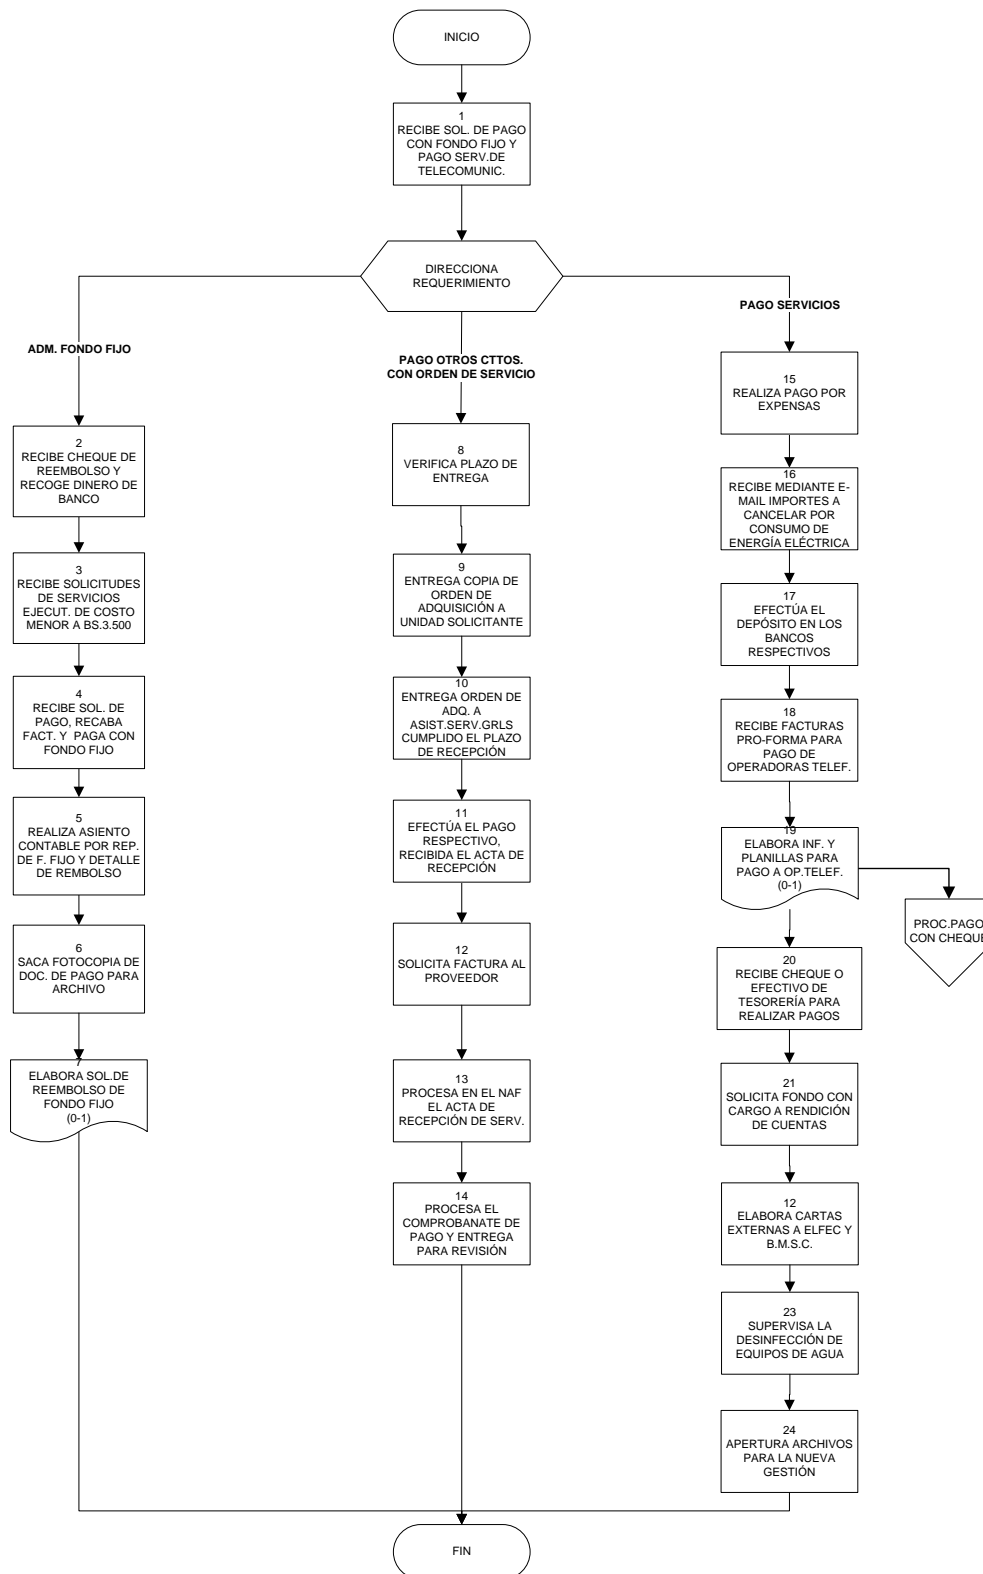 INICIO
1
RECIBE SOL. DE PAGO
CON FONDO FIJO Y
PAGO SERV.DE
TELECOMUNIC.
DIRECCIONA
REQUERIMIENTO
ADM. FONDO FIJO
2
RECIBE CHEQUE DE
REEMBOLSO Y
RECOGE DINERO DE
BANCO
3
RECIBE SOLICITUDES
DE SERVICIOS
EJECUT. DE COSTO
MENOR A BS.3.500
4
RECIBE SOL. DE
PAGO, RECABA
FACT. Y PAGA CON
FONDO FIJO
5
REALIZA ASIENTO
CONTABLE POR REP.
DE F. FIJO Y DETALLE
DE REMBOLSO
6
SACA FOTOCOPIA DE
DOC. DE PAGO PARA
ARCHIVO
7
ELABORA SOL.DE
REEMBOLSO DE
FONDO FIJO
(0-1)
PAGO OTROS CTTOS.
CON ORDEN DE SERVICIO
8
VERIFICA PLAZO DE
ENTREGA
9
ENTREGA COPIA DE
ORDEN DE
ADQUISICIÓN A
UNIDAD SOLICITANTE
10
ENTREGA ORDEN DE
ADQ. A
ASIST.SERV.GRLS
CUMPLIDO EL PLAZO
DE RECEPCIÓN
11
EFECTÚA EL PAGO
RESPECTIVO,
RECIBIDA EL ACTA DE
RECEPCIÓN
12
SOLICITA FACTURA AL
PROVEEDOR
13
PROCESA EN EL NAF
EL ACTA DE
RECEPCIÓN DE SERV.
14
PROCESA EL
COMPROBANATE DE
PAGO Y ENTREGA
PARA REVISIÓN
PAGO SERVICIOS
15
REALIZA PAGO POR
EXPENSAS
16
RECIBE MEDIANTE E-
MAIL IMPORTES A
CANCELAR POR
CONSUMO DE
ENERGÍA ELÉCTRICA
17
EFECTÚA EL
DEPÓSITO EN LOS
BANCOS
RESPECTIVOS
18
RECIBE FACTURAS
PRO-FORMA PARA
PAGO DE
OPERADORAS TELEF.
19
ELABORA INF. Y
PLANILLAS PARA
PAGO A OP.TELEF.
(0-1)
PROC.PAGO
CON CHEQUE
20
RECIBE CHEQUE O
EFECTIVO DE
TESORERÍA PARA
REALIZAR PAGOS
21
SOLICITA FONDO CON
CARGO A RENDICIÓN
DE CUENTAS
12
ELABORA CARTAS
EXTERNAS A ELFEC Y
B.M.S.C.
23
SUPERVISA LA
DESINFECCIÓN DE
EQUIPOS DE AGUA
24
APERTURA ARCHIVOS
PARA LA NUEVA
GESTIÓN
FIN